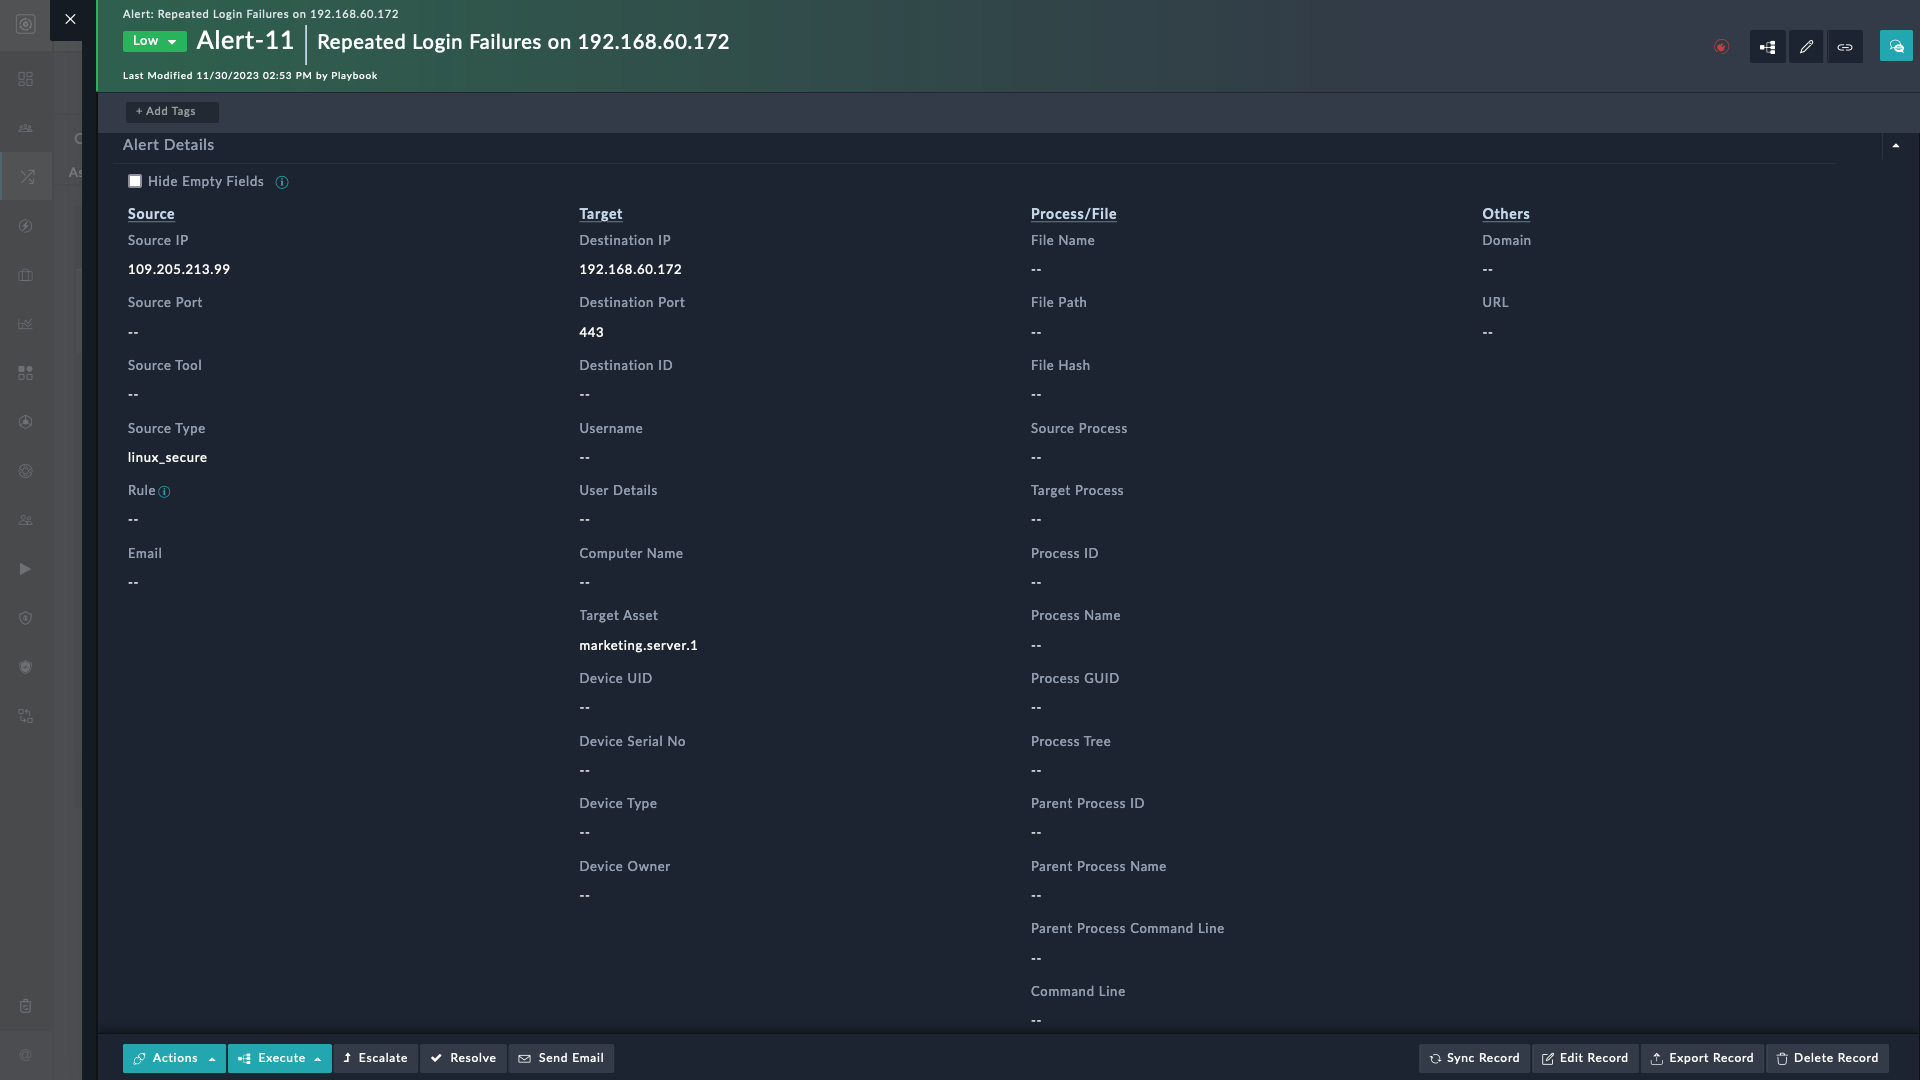 Alert: Repeated Login Failures on 192.168.60.172
Low
Alert-11
Repeated Login Failures on 192.168.60.172
Last Modified 11/30/2023 02:53 PM by Playbook
+ Add Tags
Alert Details
Hide Empty Fields
Source
Source IP
109.205.213.99
Source Port
--
Source Tool
--
Source Type
linux_secure
Rule
--
Email
--
Target
Destination IP
192.168.60.172
Destination Port
443
Destination ID
--
Username
--
User Details
--
Computer Name
--
Target Asset
marketing.server.1
Device UID
--
Device Serial No
--
Device Type
--
Device Owner
--
Process/File
File Name
--
File Path
--
File Hash
--
Source Process
--
Target Process
--
Process ID
--
Process Name
--
Process GUID
--
Process Tree
--
Parent Process ID
--
Parent Process Name
--
Parent Process Command Line
--
Command Line
--
Others
Domain
--
URL
--
Actions
Execute
Escalate
Resolve
Send Email
Sync Record
Edit Record
Export Record
Delete Record